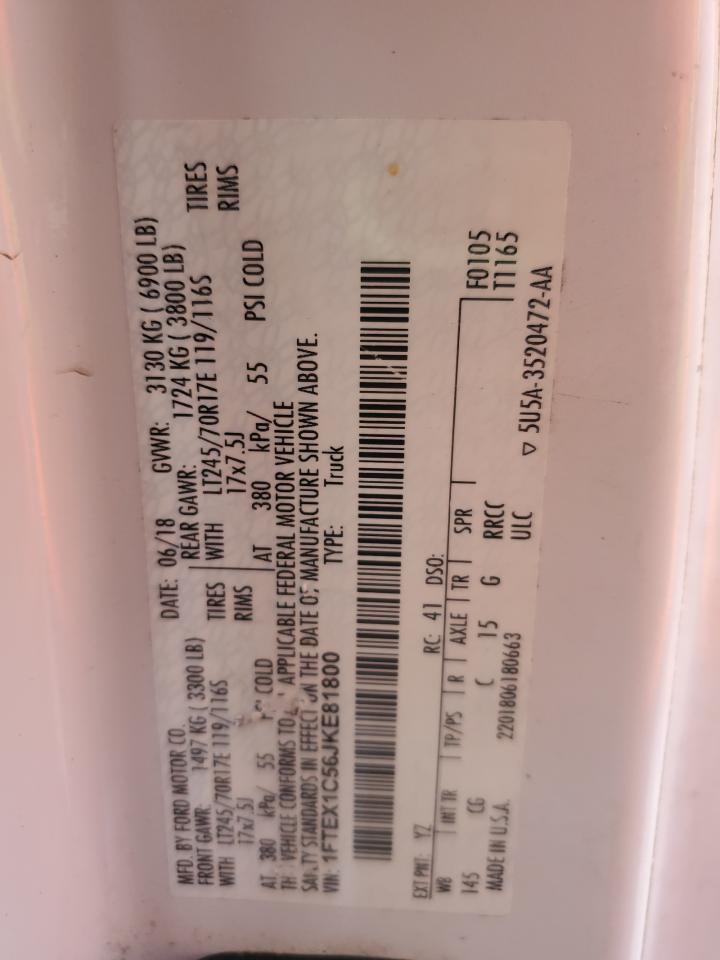 MFD. BY FORD MOTOR CO.
DATE: 06/18 GVWR: 3130 KG ( 6900 LB)
FRONT GAWR: 1497 KG ( 3300 LB) REAR GAWR: 1724 KG ( 3800 LB)
WITH LT245/70R17E 119/116S TIRES WITH LT245/70R17E 119/116S TIRES
17x7.5J RIMS 17x7.5J RIMS
AT 380 kPa/ 55 COLD AT 380 kPa/ 55 PSI COLD
VEHICLE CONFORMS TO APPLICABLE FEDERAL MOTOR VEHICLE
STANDARDS IN EFFECT THE DATE MANUFACTURE SHOWN ABOVE.
VIN: 1FTEX1C56JKE81800 TYPE: Truck
EXT PNT: YZ RC: 41 DSO:
WB INT TR TP/PS R AXLE TR SPR
145 CG C 15 G RRCC F0105
MADE IN U.S.A. 2201806180663 ULC T1165
▽ 5U5A-3520472-AA